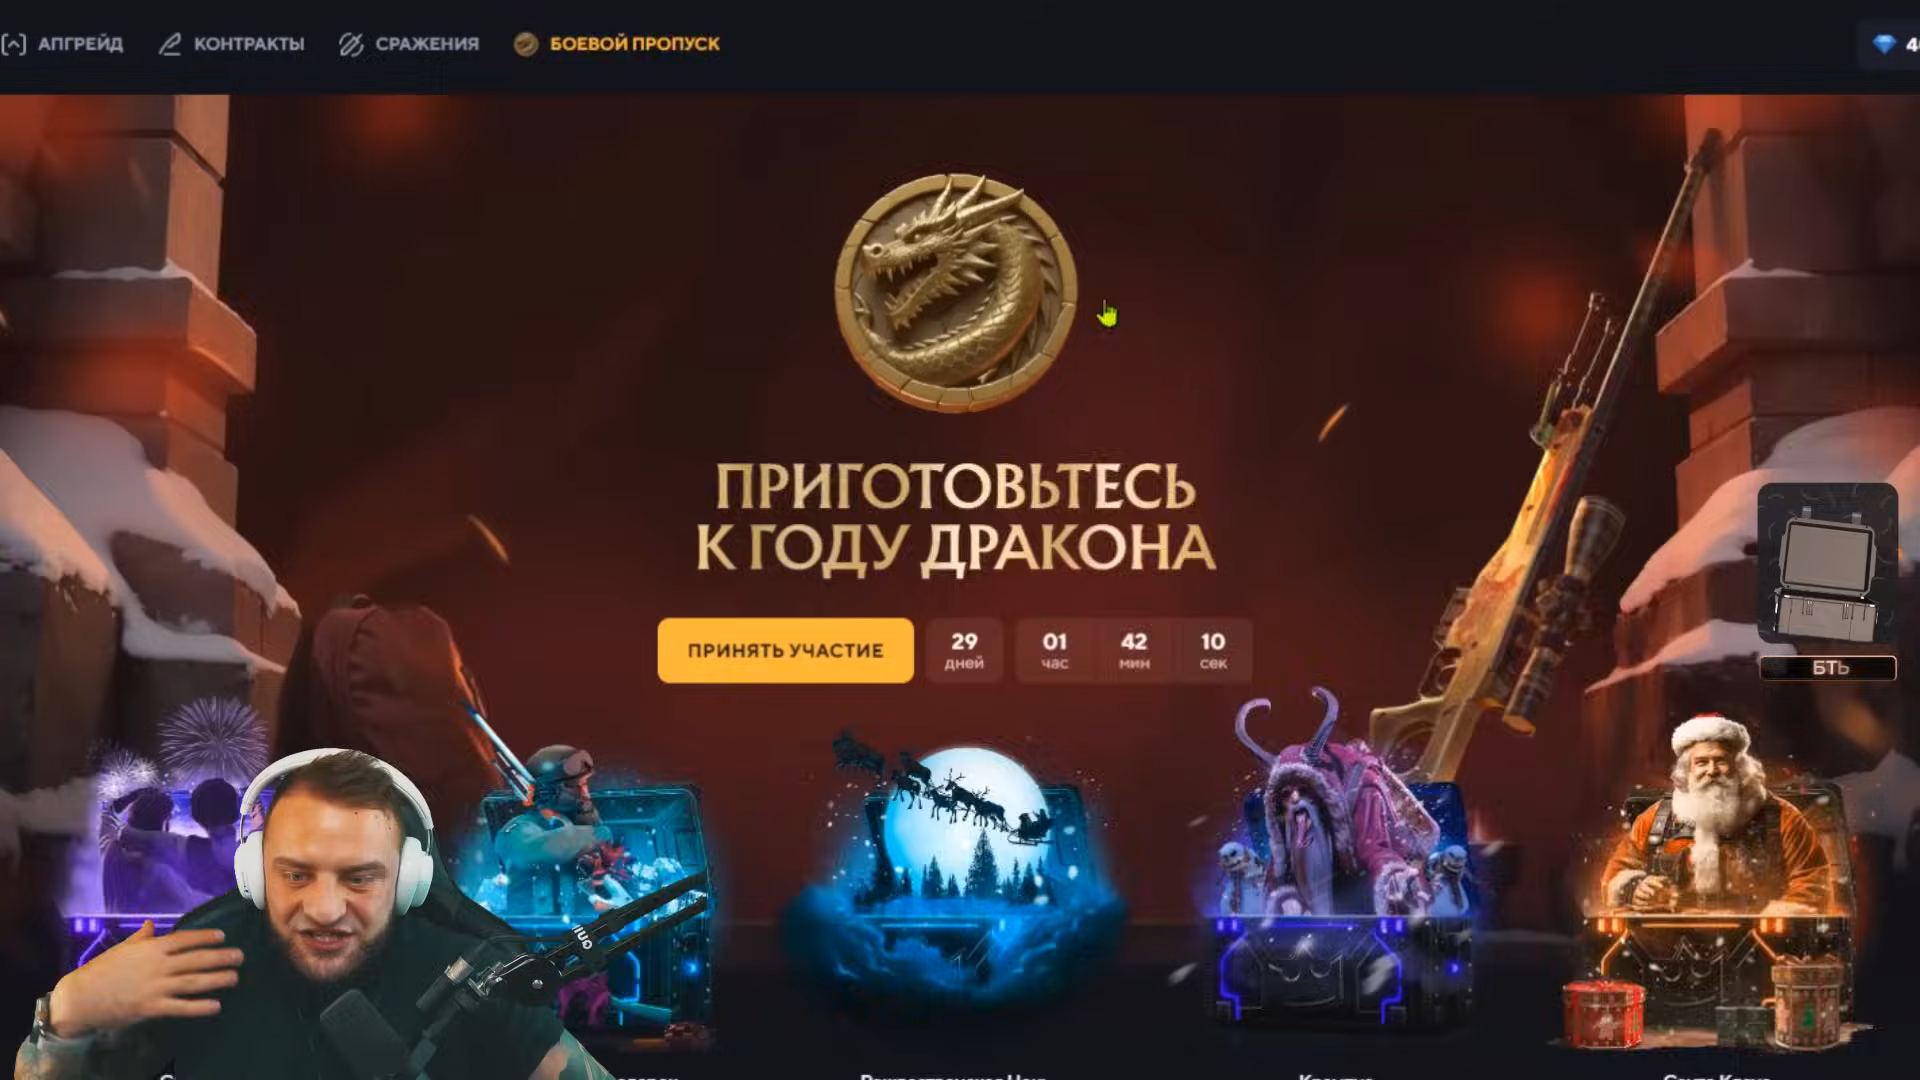 АПГРЕЙД
КОНТРАКТЫ
СРАЖЕНИЯ
БОЕВОЙ ПРОПУСК
ПРИГОТОВЬТЕСЬ
К ГОДУ ДРАКОНА
ПРИНЯТЬ УЧАСТИЕ
29 дней
01 час
42 мин
10 сек
БТЬ